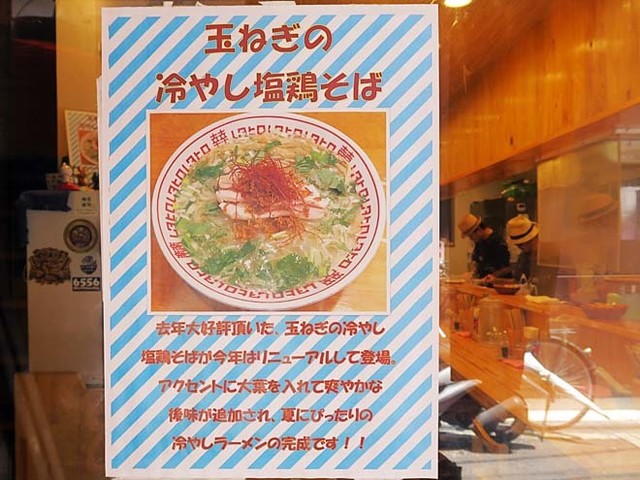 玉ねぎの
冷やし塩鶏そば
去年大好評頂いた、玉ねぎの冷やし
塩鶏そばが今年はリニューアルして登場。
アクセントに大葉を入れて爽やかな
後味が追加され、夏にぴったりの
冷やしラーメンの完成です！！
6556